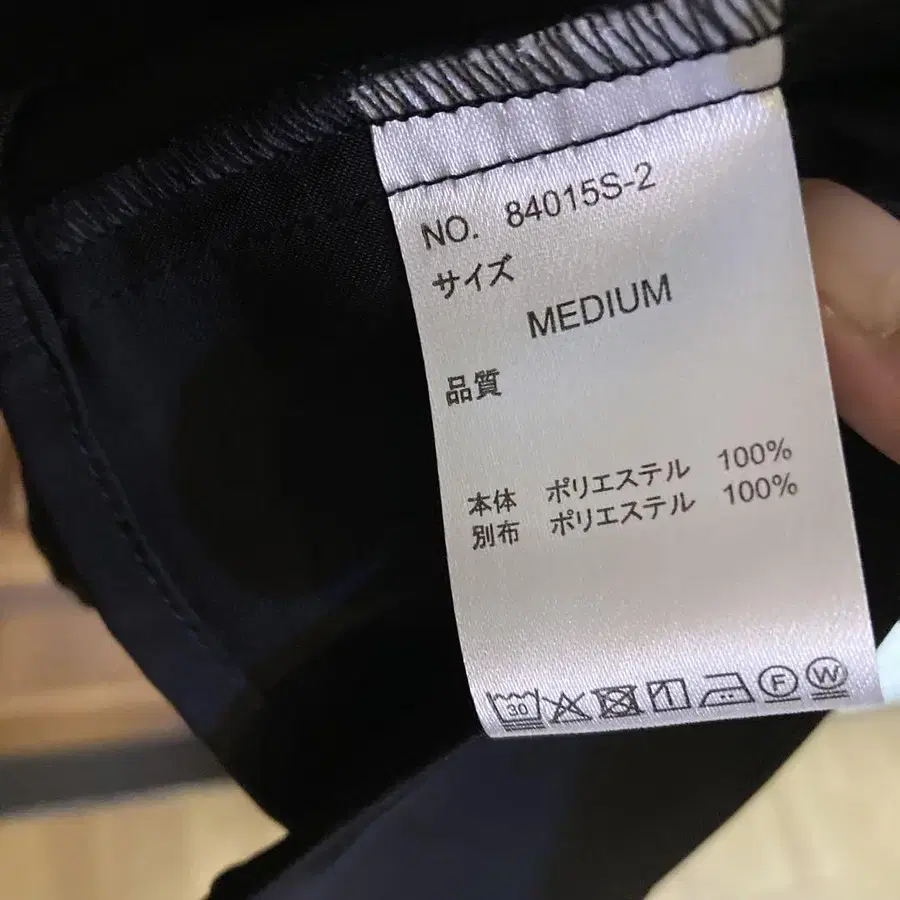 NO. 84015S-2
サイズ
MEDIUM
品質
本体 ポリエステル 100%
別布 ポリエステル 100%
30 F W